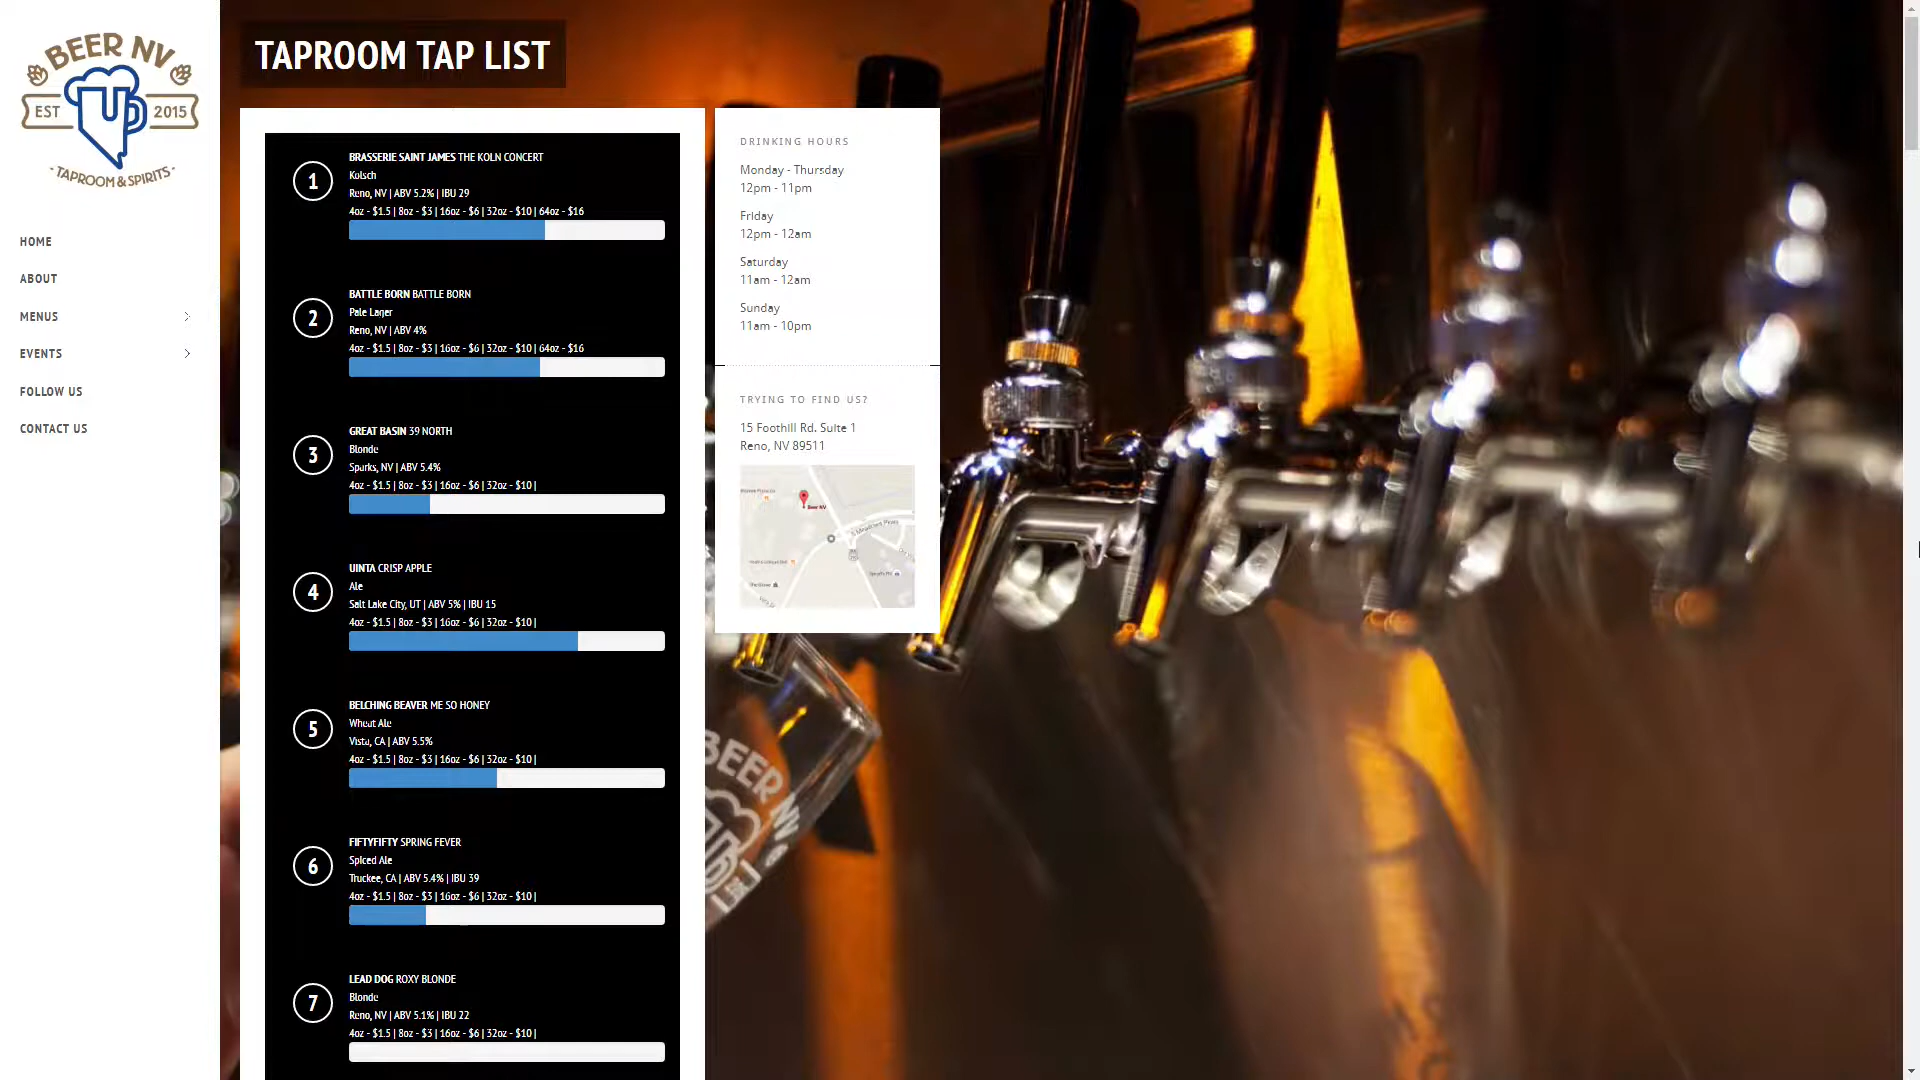 BEER NV
EST 2015
TAPROOM & SPIRITS
HOME
ABOUT
MENUS
EVENTS
FOLLOW US
CONTACT US
TAPROOM TAP LIST
1
BRASSERIE SAINT JAMES THE KOLN CONCERT
Kolsch
Reno, NV | ABV 5.2% | IBU 29
4oz - $1.5 | 8oz - $3 | 16oz - $6 | 32oz - $10 | 64oz - $16
2
BATTLE BORN BATTLE BORN
Pale Lager
Reno, NV | ABV 4%
4oz - $1.5 | 8oz - $3 | 16oz - $6 | 32oz - $10 | 64oz - $16
3
GREAT BASIN 39 NORTH
Blonde
Sparks, NV | ABV 5.4%
4oz - $1.5 | 8oz - $3 | 16oz - $6 | 32oz - $10 |
4
UINTA CRISP APPLE
Ale
Salt Lake City, UT | ABV 5% | IBU 15
4oz - $1.5 | 8oz - $3 | 16oz - $6 | 32oz - $10 |
5
BELCHING BEAVER ME SO HONEY
Wheat Ale
Vista, CA | ABV 5.5%
4oz - $1.5 | 8oz - $3 | 16oz - $6 | 32oz - $10 |
6
FIFTYFIFTY SPRING FEVER
Spiced Ale
Truckee, CA | ABV 5.4% | IBU 39
4oz - $1.5 | 8oz - $3 | 16oz - $6 | 32oz - $10 |
7
LEAD DOG ROXY BLONDE
Blonde
Reno, NV | ABV 5.1% | IBU 22
4oz - $1.5 | 8oz - $3 | 16oz - $6 | 32oz - $10 |
DRINKING HOURS
Monday - Thursday
12pm - 11pm
Friday
12pm - 12am
Saturday
11am - 12am
Sunday
11am - 10pm
TRYING TO FIND US?
15 Foothill Rd. Suite 1
Reno, NV 89511
Beer NV
S Meadows Pkwy
BEER NV